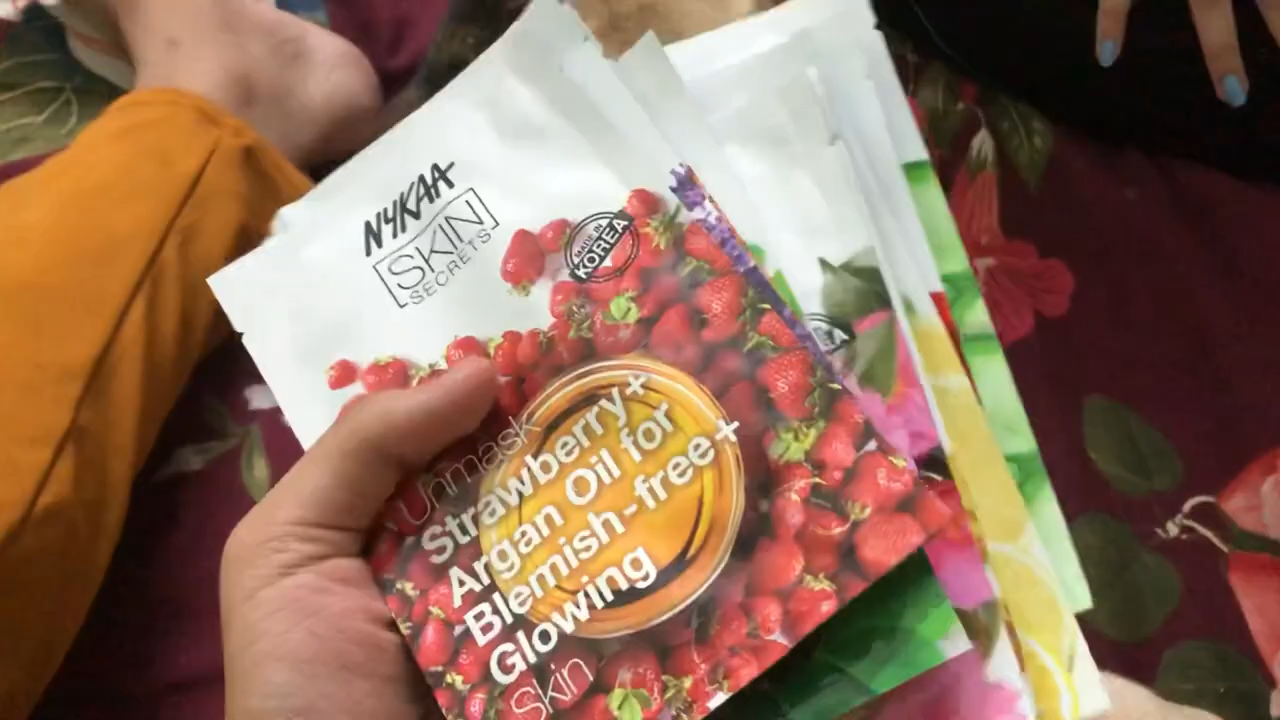 NYKAA
SKIN
SECRETS
MADE IN
KOREA
Unmask
Strawberry+
Argan Oil for
Blemish-free+
Glowing
Skin